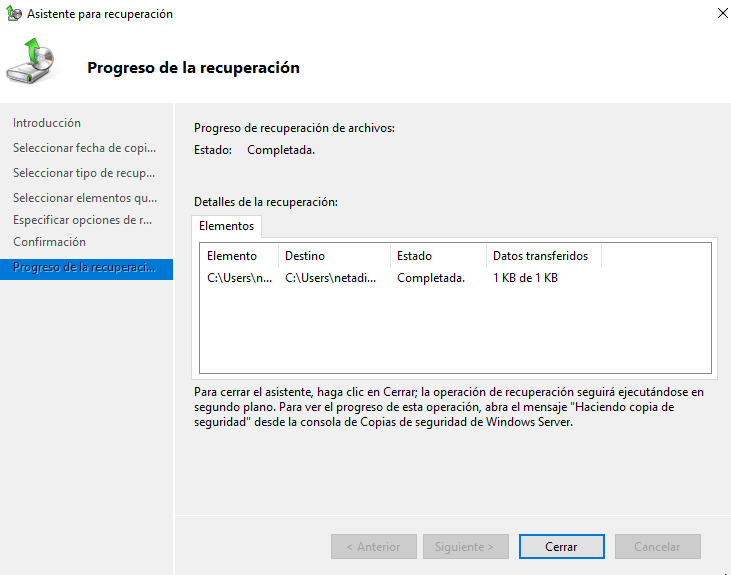 Asistente para recuperación
Progreso de la recuperación
Introducción
Seleccionar fecha de copi...
Seleccionar tipo de recup...
Seleccionar elementos qu...
Especificar opciones de r...
Confirmación
Progreso de la recuperaci...
Progreso de recuperación de archivos:
Estado: Completada.
Detalles de la recuperación:
Elementos
Elemento Destino Estado Datos transferidos
C:\Users\n... C:\Users\netadi... Completada. 1 KB de 1 KB
Para cerrar el asistente, haga clic en Cerrar; la operación de recuperación seguirá ejecutándose en
segundo plano. Para ver el progreso de esta operación, abra el mensaje "Haciendo copia de
seguridad" desde la consola de Copias de seguridad de Windows Server.
< Anterior Siguiente > Cerrar Cancelar